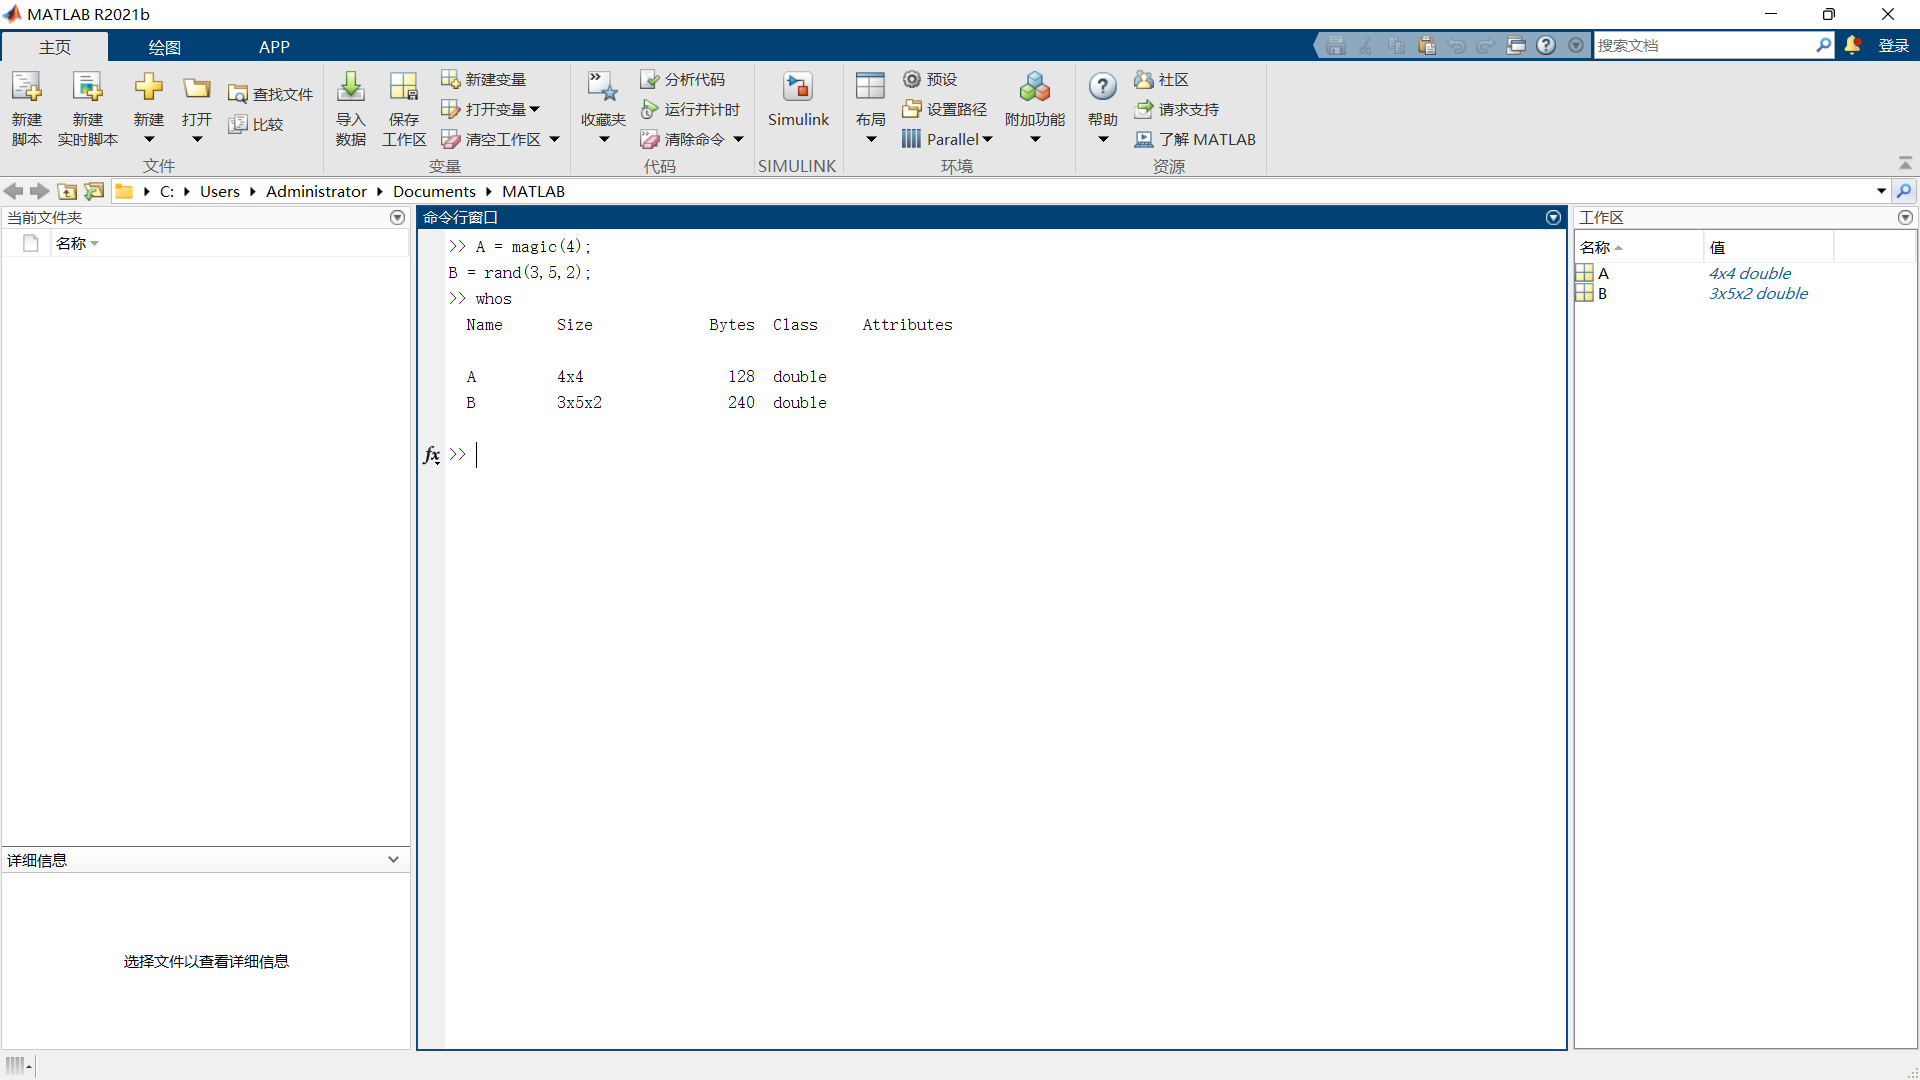 MATLAB R2021b
主页 绘图 APP 搜索文档 登录
新建脚本 新建实时脚本 新建 打开 查找文件 比较 文件
导入数据 保存工作区 新建变量 打开变量 清空工作区 变量
收藏夹 分析代码 运行并计时 清除命令 代码
Simulink SIMULINK
布局 预设 设置路径 Parallel 附加功能 环境
帮助 社区 请求支持 了解 MATLAB 资源
C: Users Administrator Documents MATLAB
当前文件夹
名称
详细信息
选择文件以查看详细信息
命令行窗口
>> A = magic(4);
B = rand(3,5,2);
>> whos
Name Size Bytes Class Attributes
A 4x4 128 double
B 3x5x2 240 double
fx >>
工作区
名称 值
A 4x4 double
B 3x5x2 double